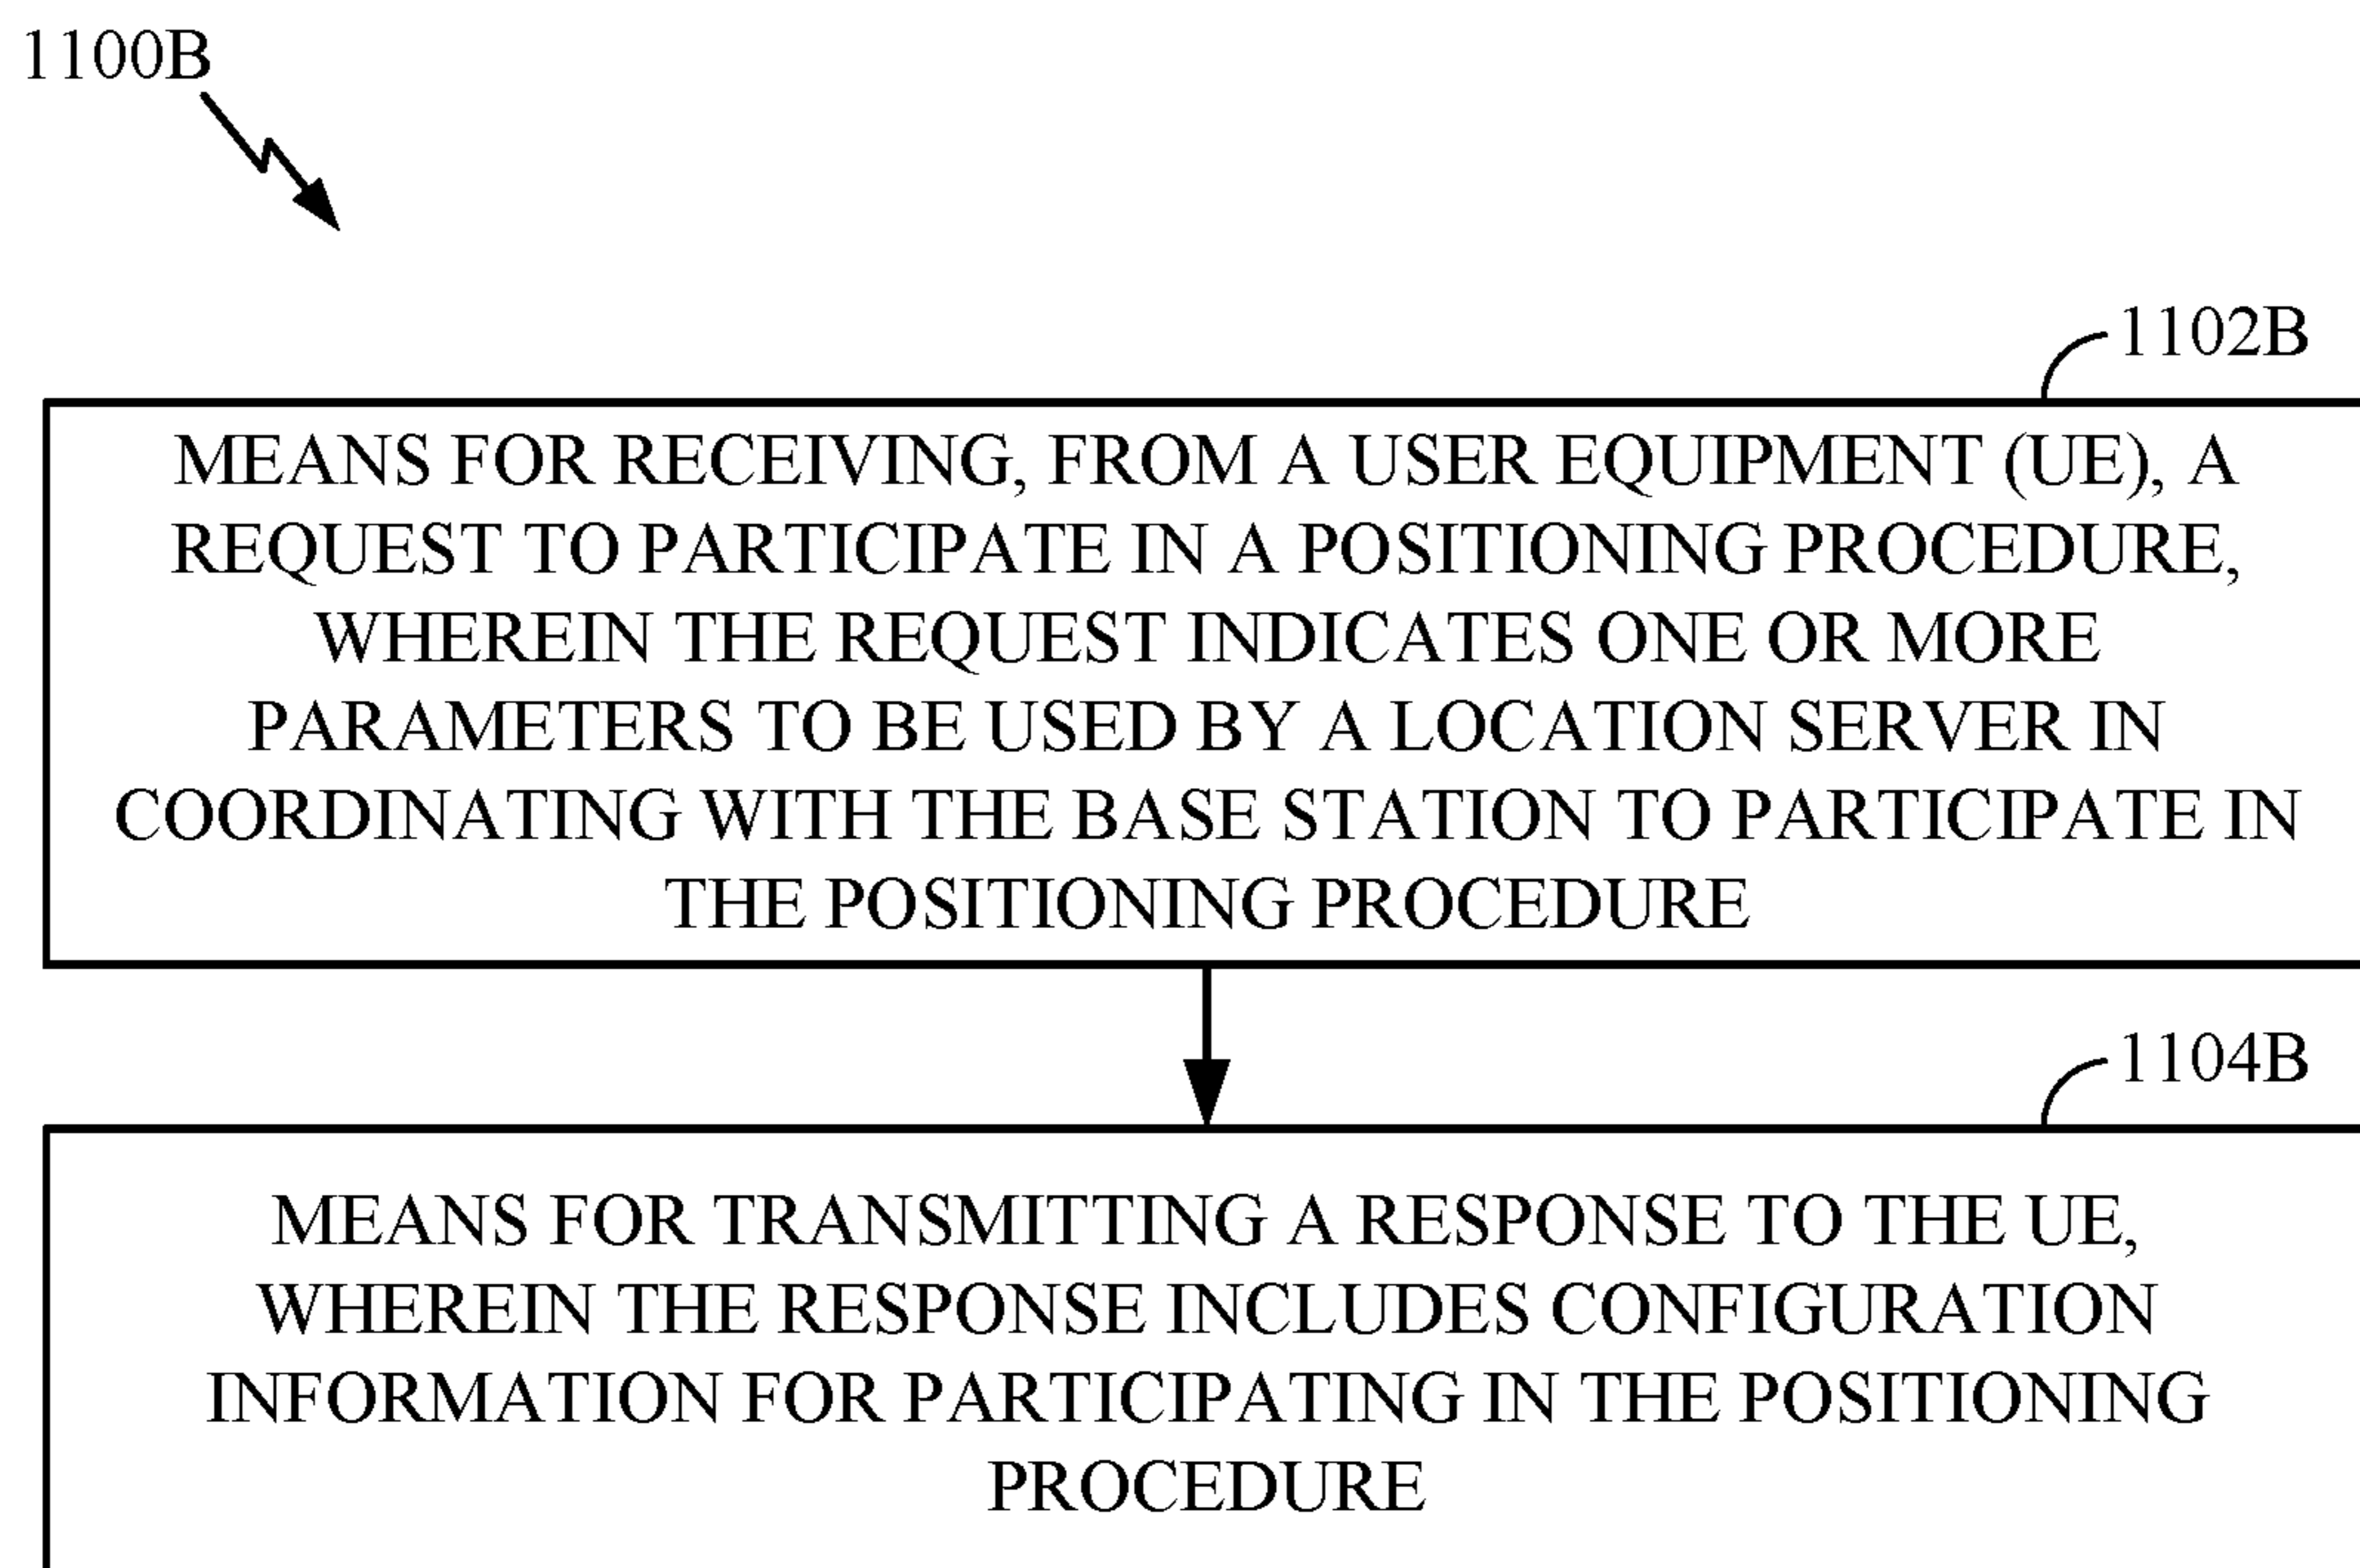 1100B
1102B
MEANS FOR RECEIVING, FROM A USER EQUIPMENT (UE), A
REQUEST TO PARTICIPATE IN A POSITIONING PROCEDURE,
WHEREIN THE REQUEST INDICATES ONE OR MORE
PARAMETERS TO BE USED BY A LOCATION SERVER IN
COORDINATING WITH THE BASE STATION TO PARTICIPATE IN
THE POSITIONING PROCEDURE
1104B
MEANS FOR TRANSMITTING A RESPONSE TO THE UE,
WHEREIN THE RESPONSE INCLUDES CONFIGURATION
INFORMATION FOR PARTICIPATING IN THE POSITIONING
PROCEDURE